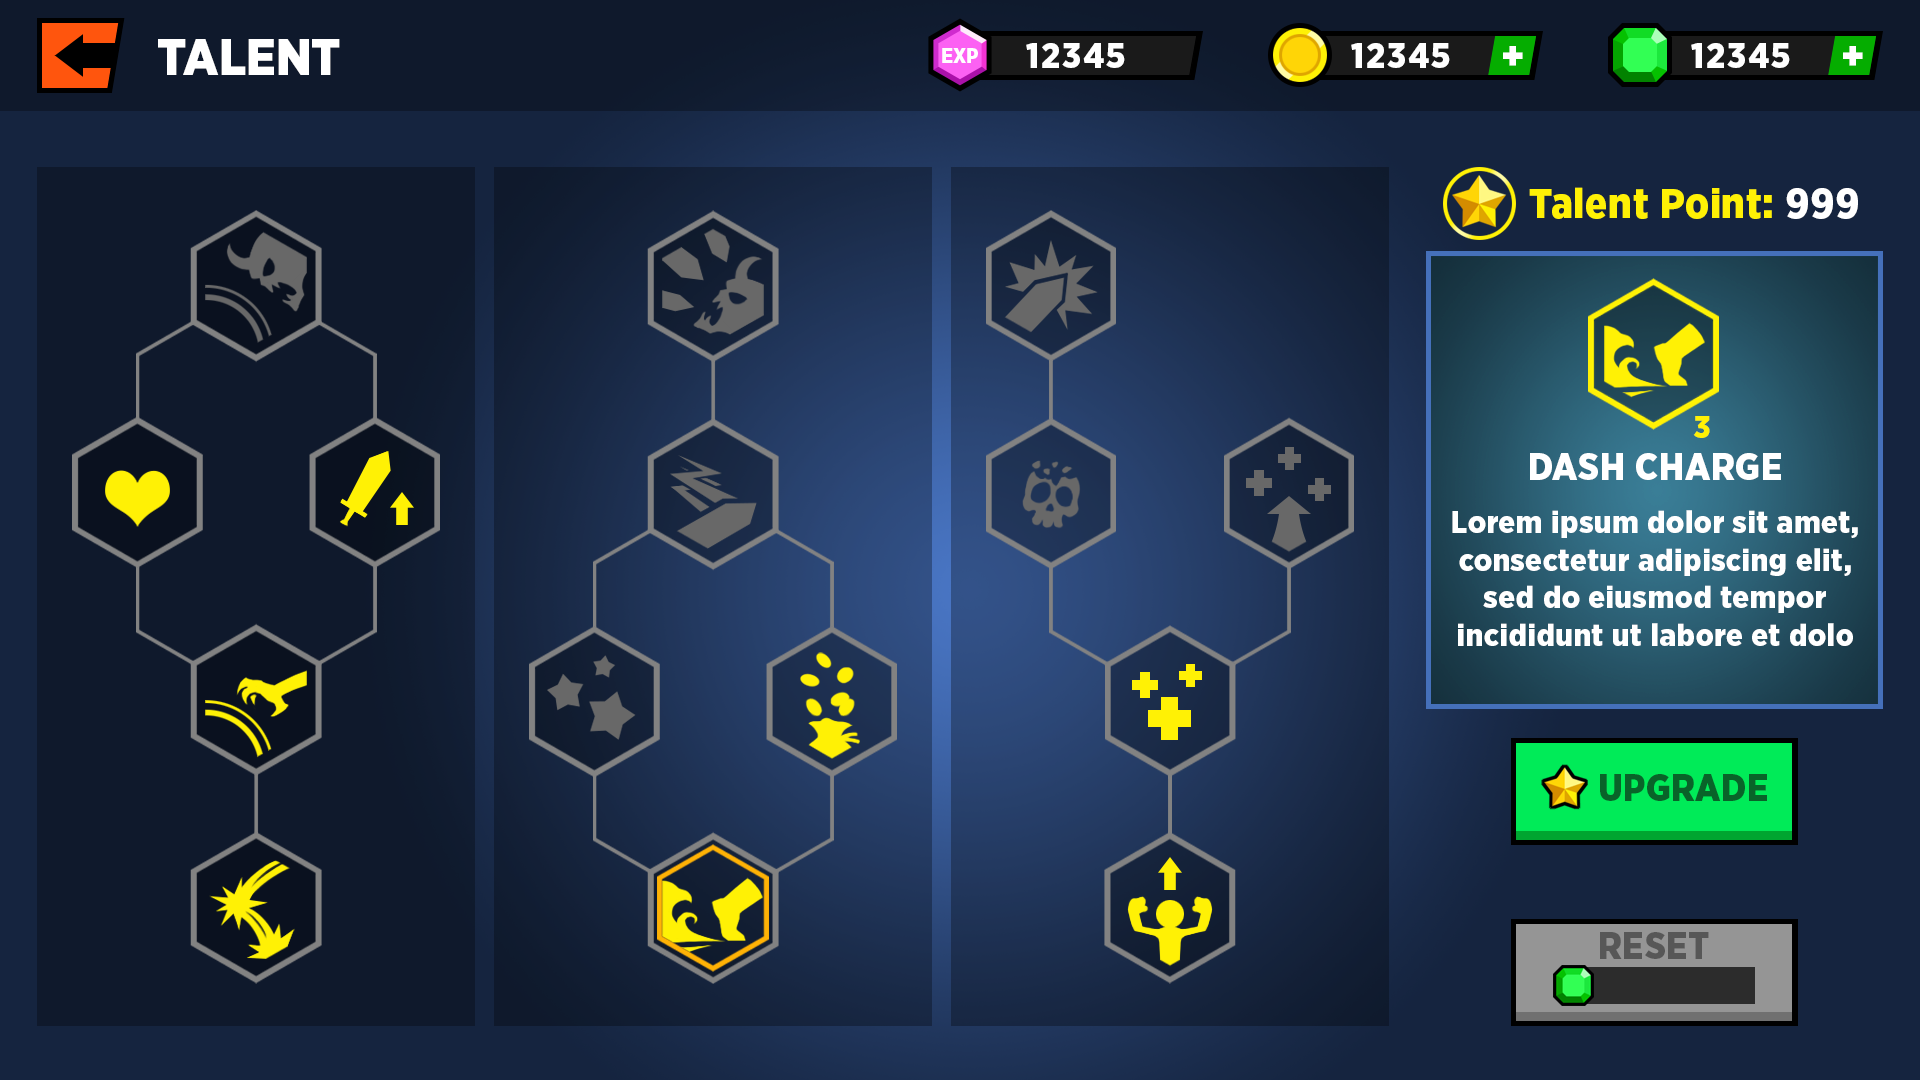 TALENT
EXP 12345
12345 +
12345 +
Talent Point: 999
3
DASH CHARGE
Lorem ipsum dolor sit amet,
consectetur adipiscing elit,
sed do eiusmod tempor
incididunt ut labore et dolo
UPGRADE
RESET